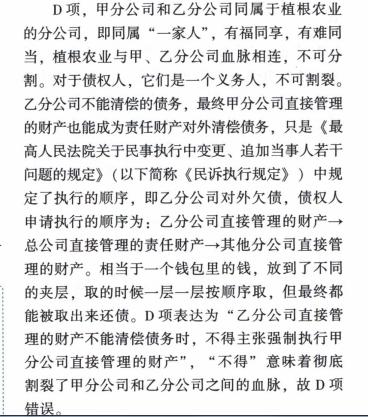 D 项，甲分公司和乙分公司同属于植根农业
的分公司，即同属“一家人”，有福同享，有难同
当，植根农业与甲、乙分公司血脉相连，不可分
割。对于债权人，它们是一个义务人，不可割裂。
乙分公司不能清偿的债务，最终甲分公司直接管理
的财产也能成为责任财产对外清偿债务，只是《最
高人民法院关于民事执行中变更、追加当事人若干
问题的规定》（以下简称《民诉执行规定》）中规
定了执行的顺序，即乙分公司对外欠债，债权人
申请执行的顺序为：乙分公司直接管理的财产→
总公司直接管理的责任财产→其他分公司直接管
理的财产。相当于一个钱包里的钱，放到了不同
的夹层，取的时候一层一层按顺序取，但最终都
能被取出来还债。D 项表达为“乙分公司直接管
理的财产不能清偿债务时，不得主张强制执行甲
分公司直接管理的财产”，“不得”意味着彻底
割裂了甲分公司和乙分公司之间的血脉，故 D 项
错误。